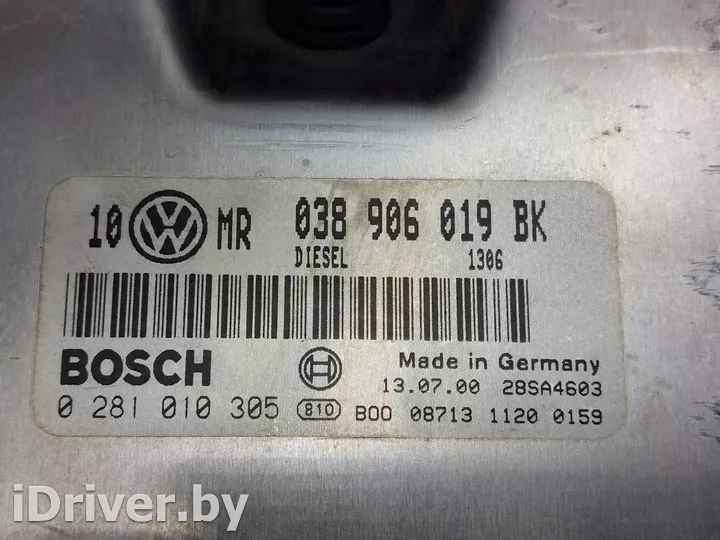 10 VW MR 038 906 019 BK
DIESEL 1306
BOSCH
Made in Germany
13.07.00 28SA4603
0 281 010 305 810 B00 08713 1120 0159
iDriver.by